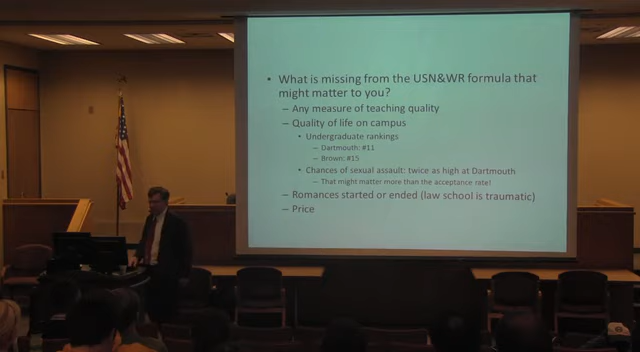 • What is missing from the USN&WR formula that
might matter to you?
– Any measure of teaching quality
– Quality of life on campus
• Undergraduate rankings
– Dartmouth: #11
– Brown: #15
• Chances of sexual assault: twice as high at Dartmouth
– That might matter more than the acceptance rate!
– Romances started or ended (law school is traumatic)
– Price